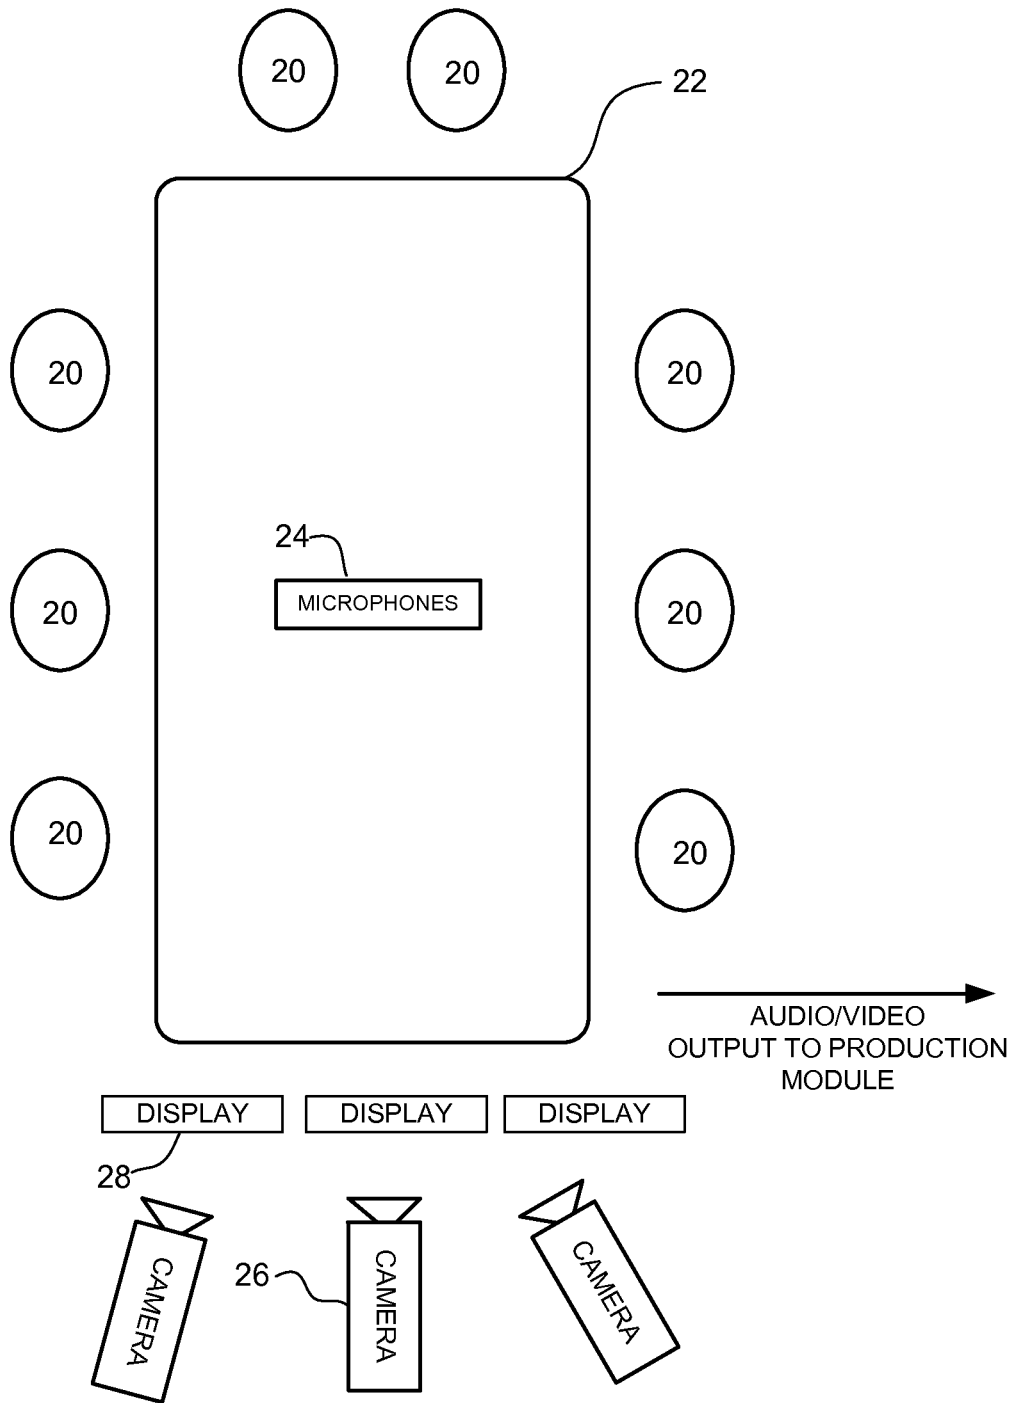 20
20
22
20
20
24
MICROPHONES
20
20
20
20
AUDIO/VIDEO
OUTPUT TO PRODUCTION
MODULE
DISPLAY
DISPLAY
DISPLAY
28
26
CAMERA
CAMERA
CAMERA